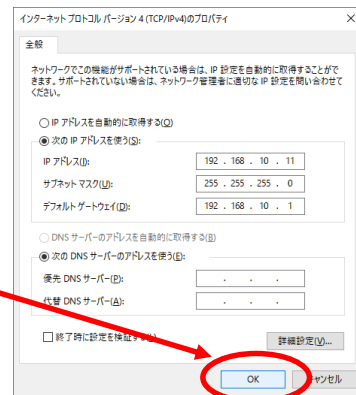 インターネット プロトコル バージョン 4 (TCP/IPv4)のプロパティ
全般
ネットワークでこの機能がサポートされている場合は、IP 設定を自動的に取得することがで
きます。サポートされていない場合は、ネットワーク管理者に適切な IP 設定を問い合わせて
ください。
IP アドレスを自動的に取得する(O)
次の IP アドレスを使う(S):
IP アドレス(I): 192 . 168 . 10 . 11
サブネット マスク(U): 255 . 255 . 255 . 0
デフォルト ゲートウェイ(D): 192 . 168 . 10 . 1
DNS サーバーのアドレスを自動的に取得する(B)
次の DNS サーバーのアドレスを使う(E):
優先 DNS サーバー(P): . . .
代替 DNS サーバー(A): . . .
終了時に設定を検証する(L) 詳細設定(V)...
OK キャンセル